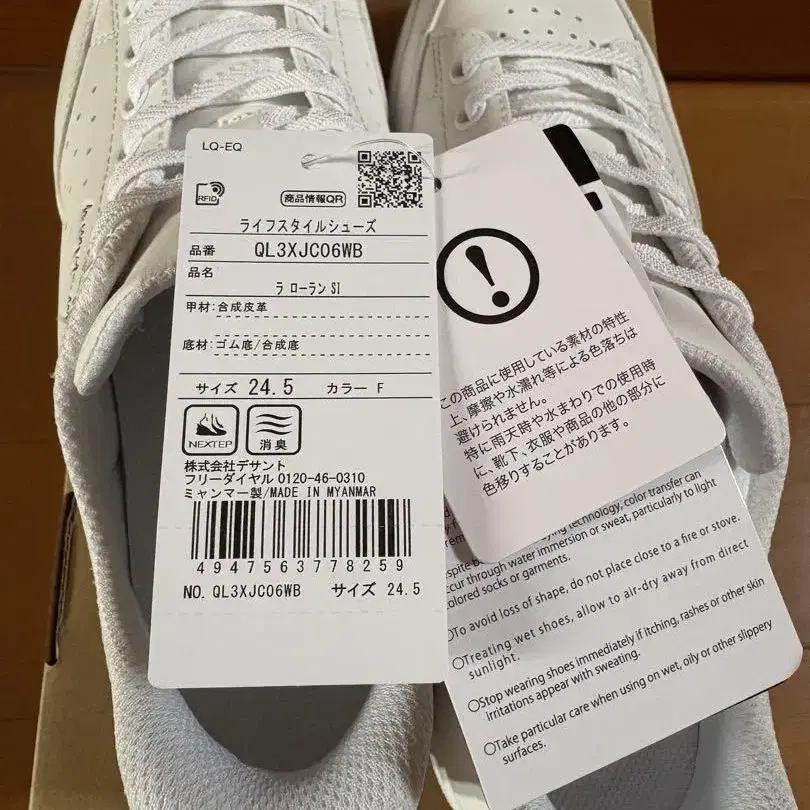 LQ-EQ
RFID
商品情報QR
ライフスタイルシューズ
品番 QL3XJC06WB
品名
ラ ローラン SI
甲材:合成皮革
底材:ゴム底/合成底
サイズ 24.5 カラー F
NEXTEP 消臭
株式会社デサント
フリーダイヤル 0120-46-0310
ミャンマー製/MADE IN MYANMAR
4947563778259
NO. QL3XJC06WB サイズ 24.5
この商品に使用している素材の特性
上、摩擦や水濡れ等による色落ちは
避けられません。
特に雨天時や水まわりでの使用時
に、靴下、衣服や商品の他の部分に
色移りすることがあります。
technology, color transfer can
occur through water immersion or sweat, particularly to light
colored socks or garments.
○To avoid loss of shape, do not place close to a fire or stove.
○Treating wet shoes, allow to air-dry away from direct
sunlight.
○Stop wearing shoes immediately if itching, rashes or other skin
irritations appear with sweating.
○Take particular care when using on wet, oily or other slippery
surfaces.